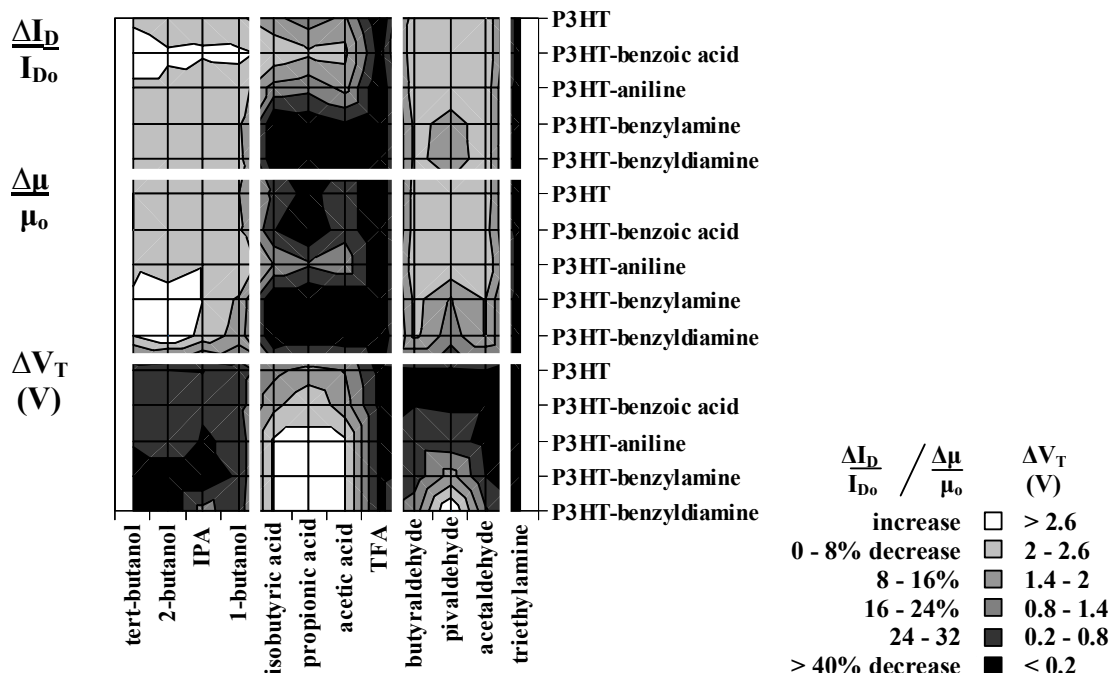 ΔI_D
I_Do
P3HT
P3HT-benzoic acid
P3HT-aniline
P3HT-benzylamine
P3HT-benzyldiamine
Δμ
μ_o
P3HT
P3HT-benzoic acid
P3HT-aniline
P3HT-benzylamine
P3HT-benzyldiamine
ΔV_T
(V)
P3HT
P3HT-benzoic acid
P3HT-aniline
P3HT-benzylamine
P3HT-benzyldiamine
tert-butanol
2-butanol
IPA
1-butanol
isobutyric acid
propionic acid
acetic acid
TFA
butyraldehyde
pivaldehyde
acetaldehyde
triethylamine
ΔI_D / Δμ ΔV_T
I_Do μ_o (V)
increase > 2.6
0 - 8% decrease 2 - 2.6
8 - 16% 1.4 - 2
16 - 24% 0.8 - 1.4
24 - 32 0.2 - 0.8
> 40% decrease < 0.2